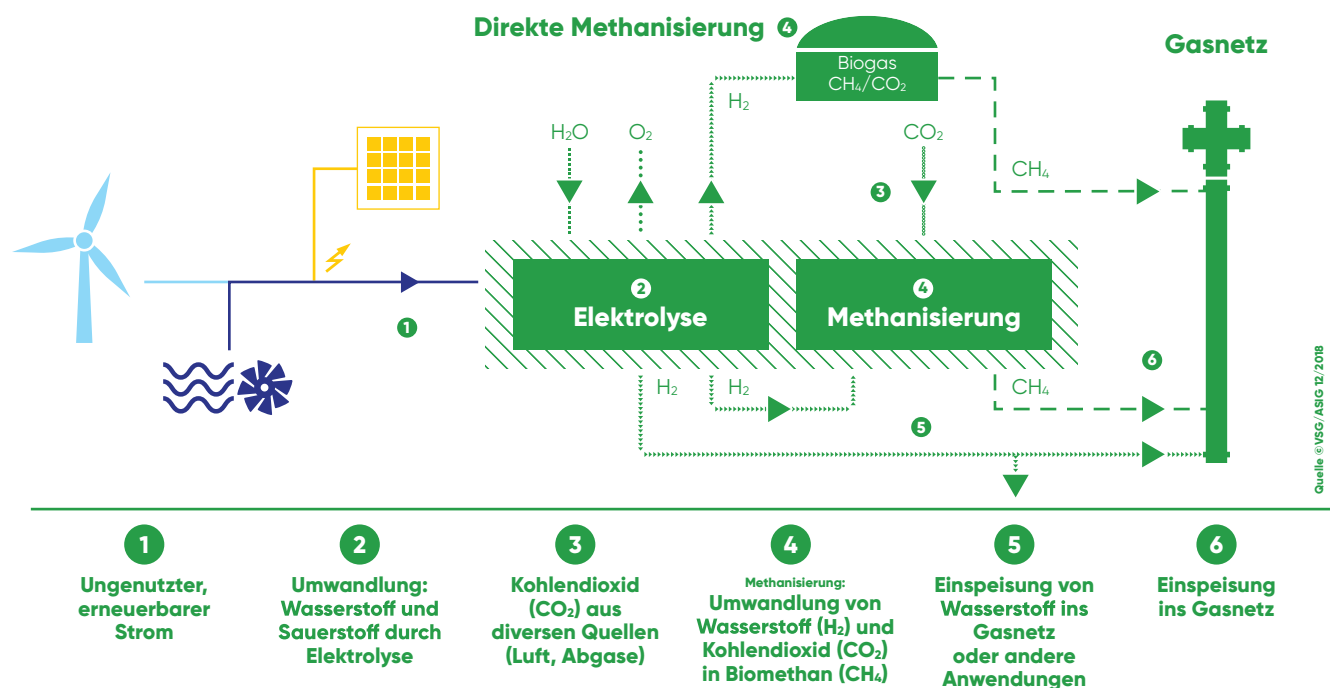 Direkte Methanisierung 4
Gasnetz
Biogas
CH₄/CO₂
H₂
H₂O
O₂
CO₂
CH₄
3
2
Elektrolyse
4
Methanisierung
1
H₂
H₂
CH₄
6
5
Quelle ©VSG/ASIG 12/2018
1
Ungenutzter,
erneuerbarer
Strom
2
Umwandlung:
Wasserstoff und
Sauerstoff durch
Elektrolyse
3
Kohlendioxid
(CO₂) aus
diversen Quellen
(Luft, Abgase)
4
Methanisierung:
Umwandlung von
Wasserstoff (H₂) und
Kohlendioxid (CO₂)
in Biomethan (CH₄)
5
Einspeisung von
Wasserstoff ins
Gasnetz
oder andere
Anwendungen
6
Einspeisung
ins Gasnetz